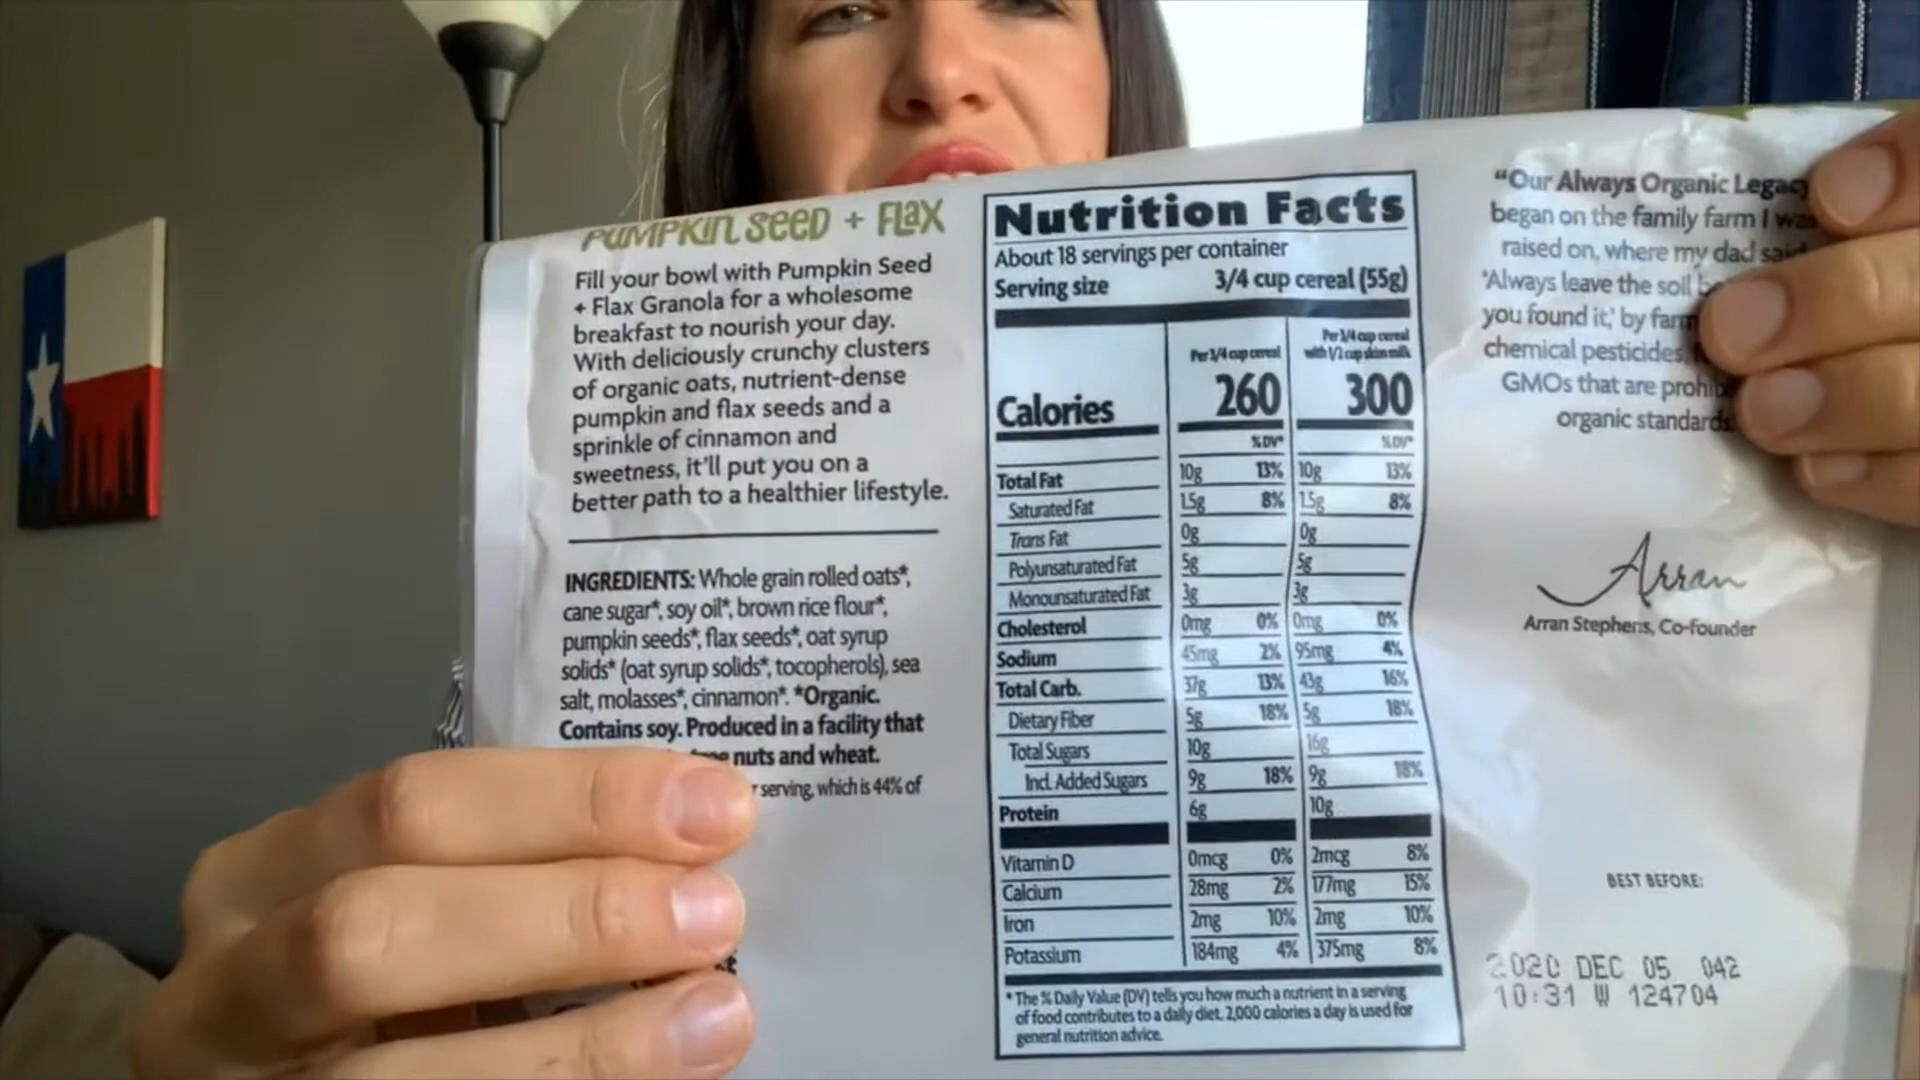 PUMPKIN SEED + FLAX
Fill your bowl with Pumpkin Seed
+ Flax Granola for a wholesome
breakfast to nourish your day.
With deliciously crunchy clusters
of organic oats, nutrient-dense
pumpkin and flax seeds and a
sprinkle of cinnamon and
sweetness, it'll put you on a
better path to a healthier lifestyle.
INGREDIENTS: Whole grain rolled oats*,
cane sugar*, soy oil*, brown rice flour*,
pumpkin seeds*, flax seeds*, oat syrup
solids* (oat syrup solids*, tocopherols), sea
salt, molasses*, cinnamon*. *Organic.
Contains soy. Produced in a facility that
nuts and wheat.
serving, which is 44% of
Nutrition Facts
About 18 servings per container
Serving size 3/4 cup cereal (55g)
Per 3/4 cup cereal
Per 3/4 cup cereal
with 1/2 cup skim milk
Calories 260 300
%DV* %DV*
Total Fat 10g 13% 10g 13%
Saturated Fat 1.5g 8% 1.5g 8%
Trans Fat 0g 0g
Polyunsaturated Fat 5g 5g
Monounsaturated Fat 3g 3g
Cholesterol 0mg 0% 0mg 0%
Sodium 45mg 2% 95mg 4%
Total Carb. 37g 13% 43g 16%
Dietary Fiber 5g 18% 5g 18%
Total Sugars 10g 16g
Incl. Added Sugars 9g 18% 9g 18%
Protein 6g 10g
Vitamin D 0mcg 0% 2mcg 8%
Calcium 28mg 2% 177mg 15%
Iron 2mg 10% 2mg 10%
Potassium 184mg 4% 375mg 8%
* The % Daily Value (DV) tells you how much a nutrient in a serving
of food contributes to a daily diet. 2,000 calories a day is used for
general nutrition advice.
“Our Always Organic Legacy
began on the family farm I was
raised on, where my dad said
‘Always leave the soil
you found it,’ by
chemical pesticides,
GMOs that are
organic standards
Arran
Arran Stephens, Co-founder
BEST BEFORE:
2020 DEC 05 042
10:31 W 124704